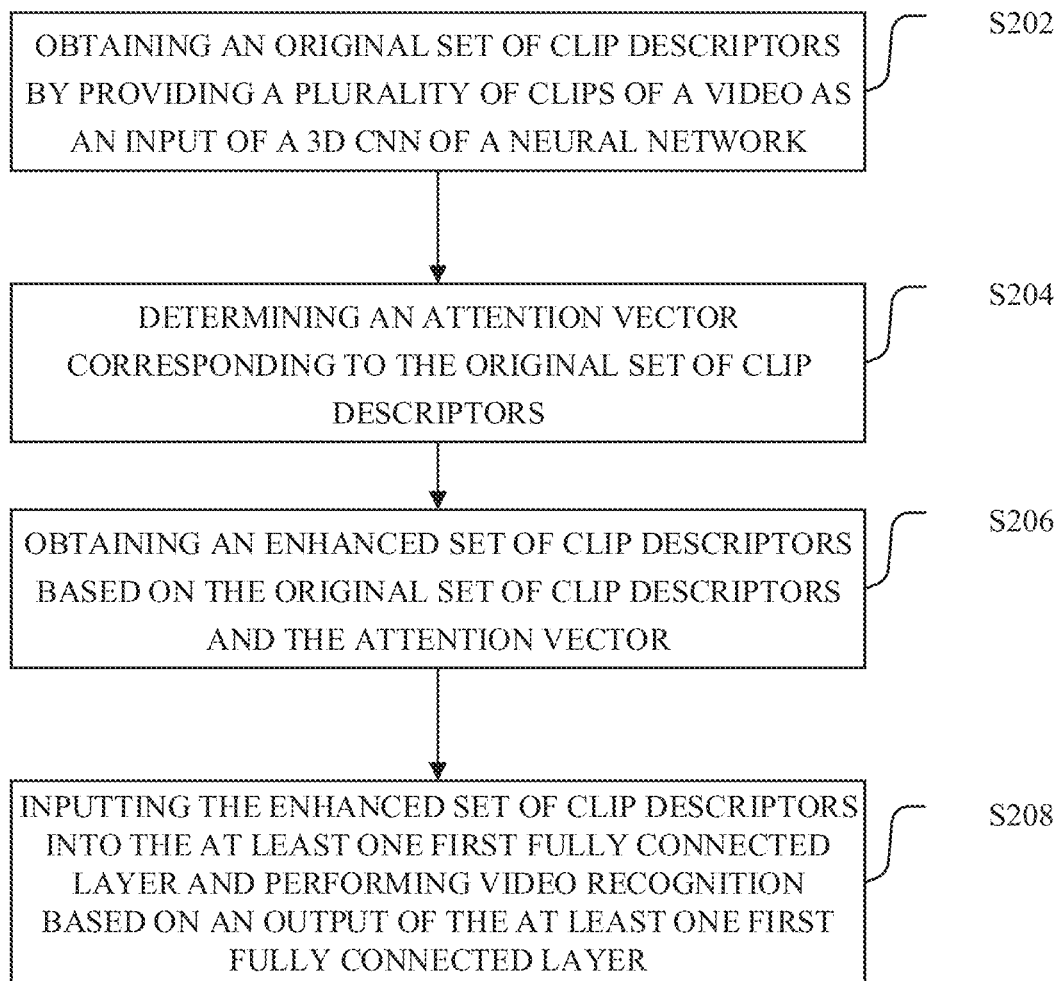 OBTAINING AN ORIGINAL SET OF CLIP DESCRIPTORS
BY PROVIDING A PLURALITY OF CLIPS OF A VIDEO AS
AN INPUT OF A 3D CNN OF A NEURAL NETWORK
S202
DETERMINING AN ATTENTION VECTOR
CORRESPONDING TO THE ORIGINAL SET OF CLIP
DESCRIPTORS
S204
OBTAINING AN ENHANCED SET OF CLIP DESCRIPTORS
BASED ON THE ORIGINAL SET OF CLIP DESCRIPTORS
AND THE ATTENTION VECTOR
S206
INPUTTING THE ENHANCED SET OF CLIP DESCRIPTORS
INTO THE AT LEAST ONE FIRST FULLY CONNECTED
LAYER AND PERFORMING VIDEO RECOGNITION
BASED ON AN OUTPUT OF THE AT LEAST ONE FIRST
FULLY CONNECTED LAYER
S208